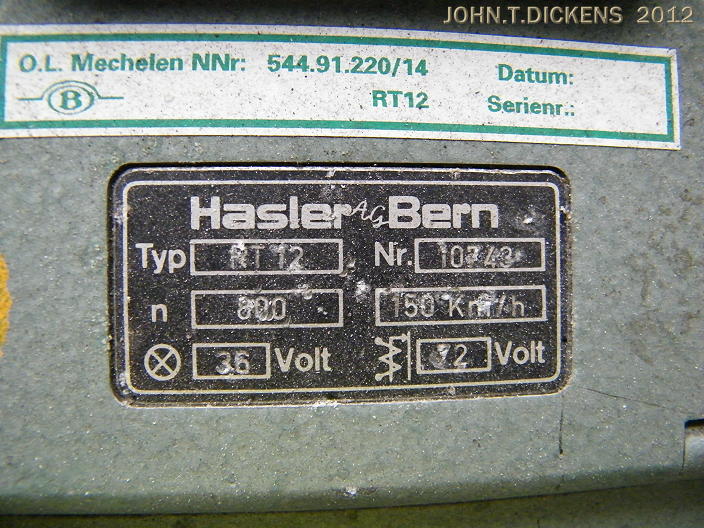 JOHN.T.DICKENS 2012
O.L. Mechelen NNr: 544.91.220/14 Datum:
B RT12 Serienr.:
Hasler AG Bern
Typ RT 12 Nr. 10743
n 800 150 Km/h
36 Volt 72 Volt